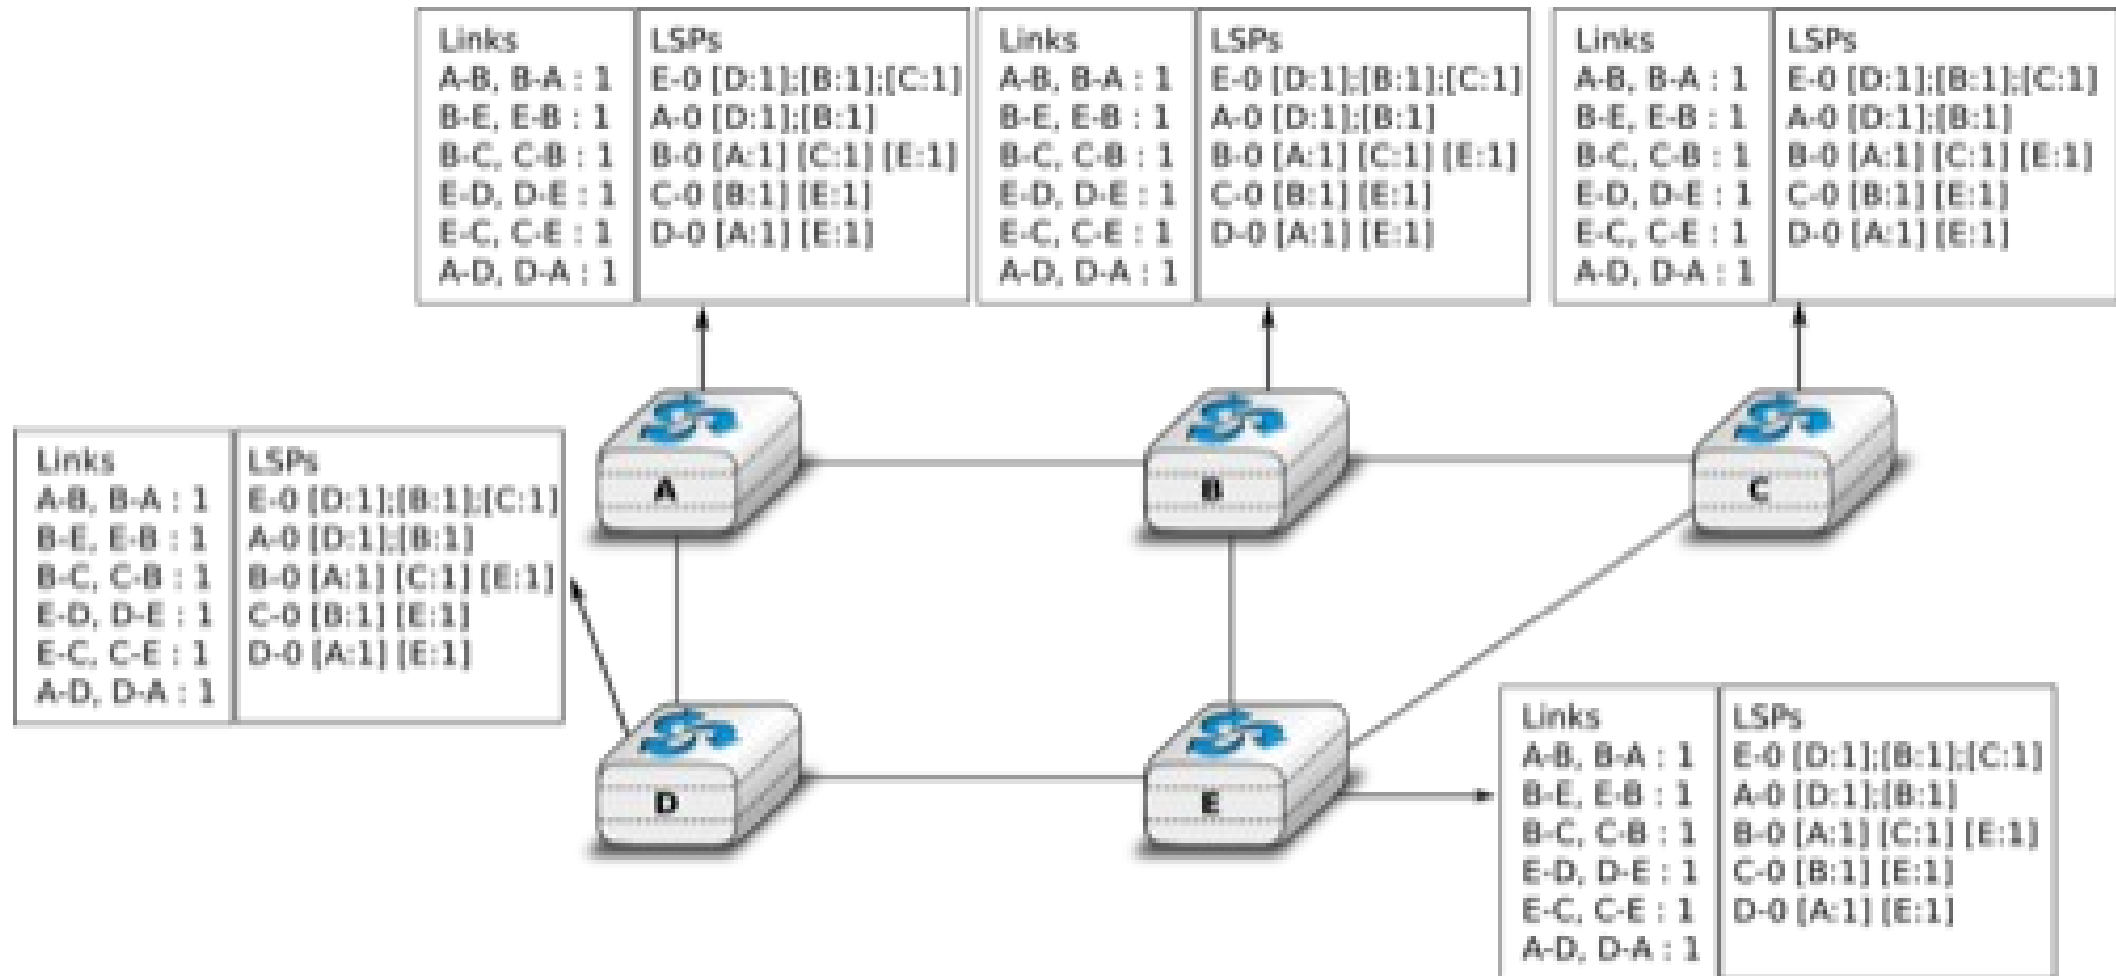 Links
A-B, B-A : 1
B-E, E-B : 1
B-C, C-B : 1
E-D, D-E : 1
E-C, C-E : 1
A-D, D-A : 1
LSPs
E-0 [D:1];[B:1];[C:1]
A-0 [D:1];[B:1]
B-0 [A:1] [C:1] [E:1]
C-0 [B:1] [E:1]
D-0 [A:1] [E:1]
Links
A-B, B-A : 1
B-E, E-B : 1
B-C, C-B : 1
E-D, D-E : 1
E-C, C-E : 1
A-D, D-A : 1
LSPs
E-0 [D:1];[B:1];[C:1]
A-0 [D:1];[B:1]
B-0 [A:1] [C:1] [E:1]
C-0 [B:1] [E:1]
D-0 [A:1] [E:1]
Links
A-B, B-A : 1
B-E, E-B : 1
B-C, C-B : 1
E-D, D-E : 1
E-C, C-E : 1
A-D, D-A : 1
LSPs
E-0 [D:1];[B:1];[C:1]
A-0 [D:1];[B:1]
B-0 [A:1] [C:1] [E:1]
C-0 [B:1] [E:1]
D-0 [A:1] [E:1]
A
B
C
Links
A-B, B-A : 1
B-E, E-B : 1
B-C, C-B : 1
E-D, D-E : 1
E-C, C-E : 1
A-D, D-A : 1
LSPs
E-0 [D:1];[B:1];[C:1]
A-0 [D:1];[B:1]
B-0 [A:1] [C:1] [E:1]
C-0 [B:1] [E:1]
D-0 [A:1] [E:1]
D
E
Links
A-B, B-A : 1
B-E, E-B : 1
B-C, C-B : 1
E-D, D-E : 1
E-C, C-E : 1
A-D, D-A : 1
LSPs
E-0 [D:1];[B:1];[C:1]
A-0 [D:1];[B:1]
B-0 [A:1] [C:1] [E:1]
C-0 [B:1] [E:1]
D-0 [A:1] [E:1]